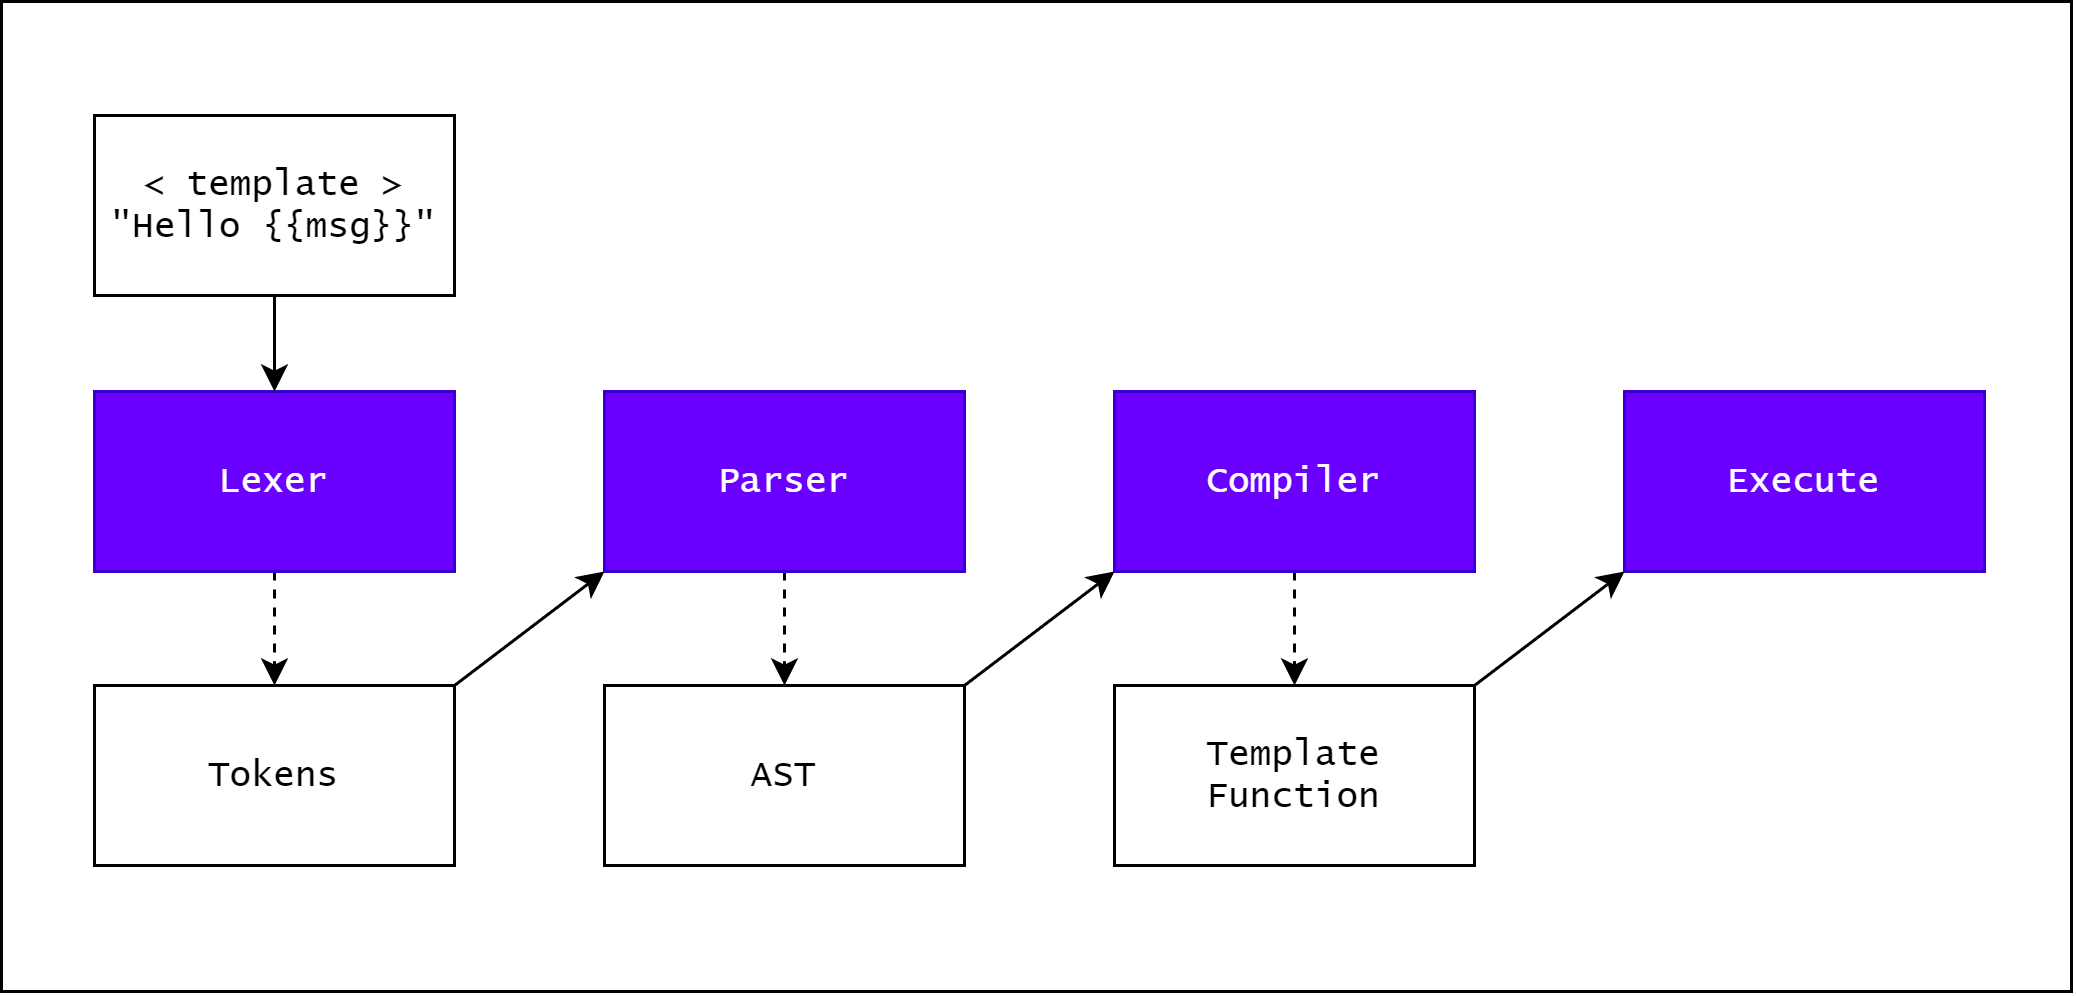 < template >
"Hello {{msg}}"
Lexer
Parser
Compiler
Execute
Tokens
AST
Template
Function